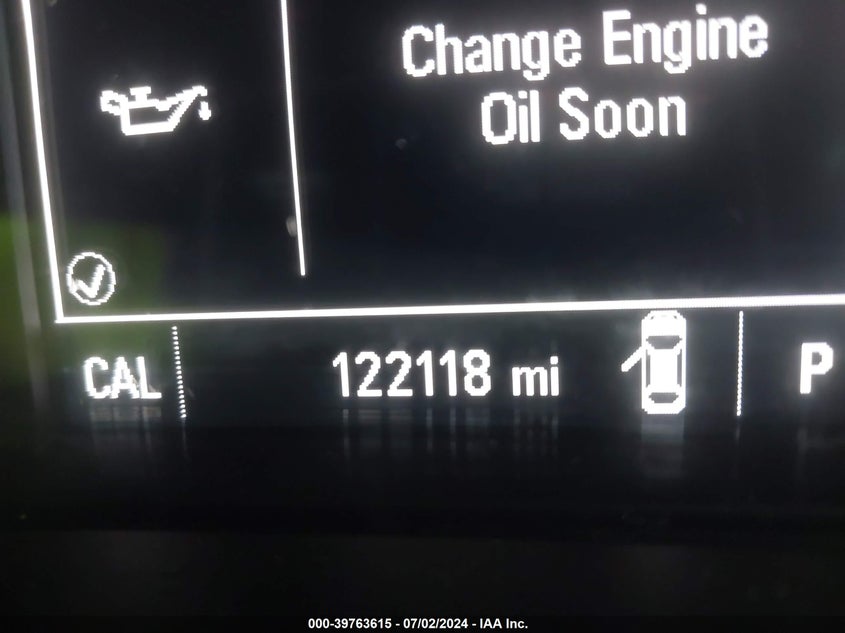 Change Engine
Oil Soon
CAL 122118 mi P
000-39763615 - 07/02/2024 - IAA Inc.